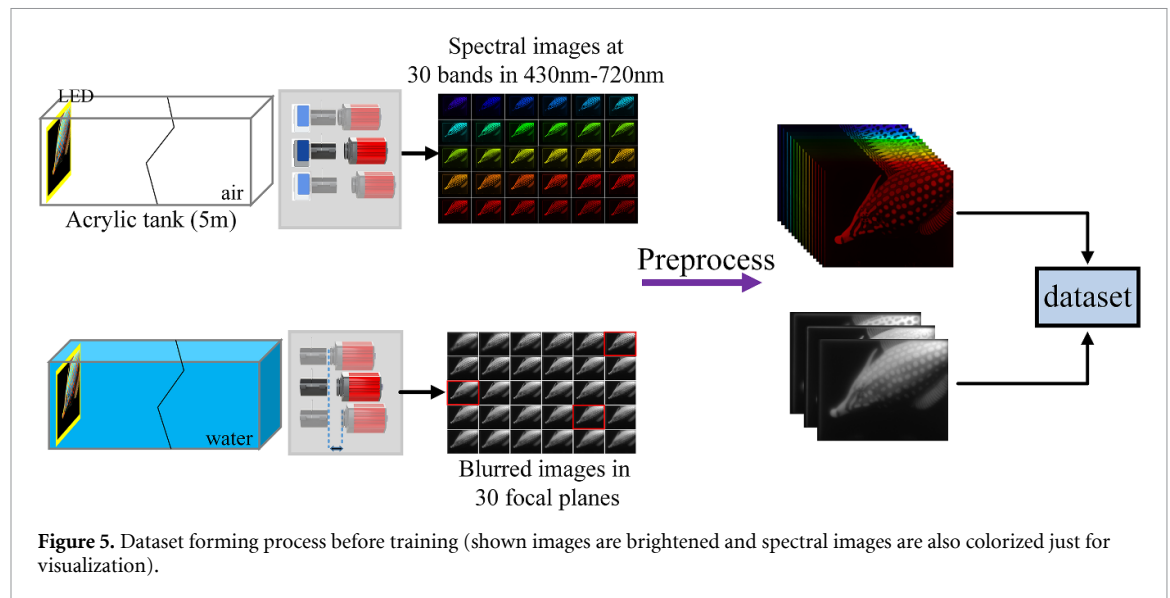 Spectral images at
30 bands in 430nm-720nm
LED
air
Acrylic tank (5m)
Preprocess
dataset
water
Blurred images in
30 focal planes
Figure 5. Dataset forming process before training (shown images are brightened and spectral images are also colorized just for
visualization).